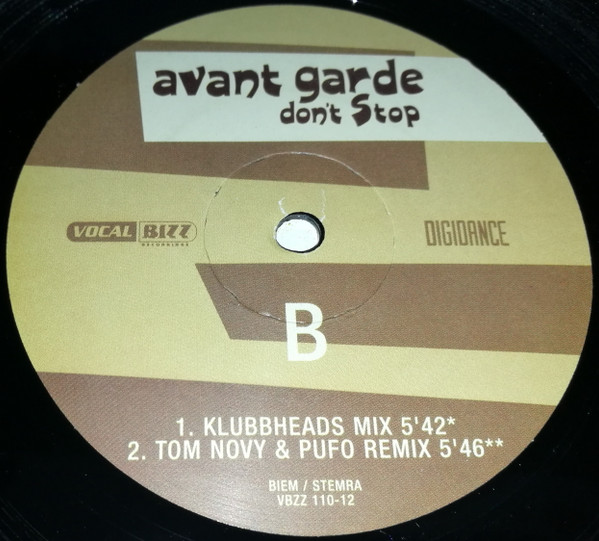 avant garde
don't Stop
VOCAL BIZZ
RECORDINGS
DIGIDANCE
B
1. KLUBBHEADS MIX 5'42*
2. TOM NOVY & PUFO REMIX 5'46**
BIEM / STEMRA
VBZZ 110-12